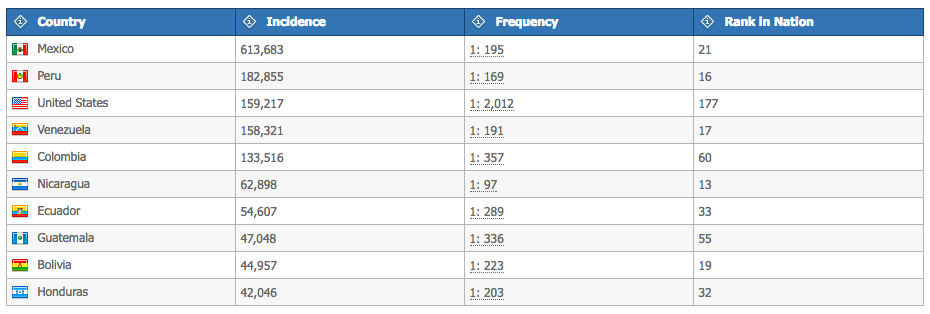 Country Incidence Frequency Rank in Nation
Mexico 613,683 1: 195 21
Peru 182,855 1: 169 16
United States 159,217 1: 2,012 177
Venezuela 158,321 1: 191 17
Colombia 133,516 1: 357 60
Nicaragua 62,898 1: 97 13
Ecuador 54,607 1: 289 33
Guatemala 47,048 1: 336 55
Bolivia 44,957 1: 223 19
Honduras 42,046 1: 203 32